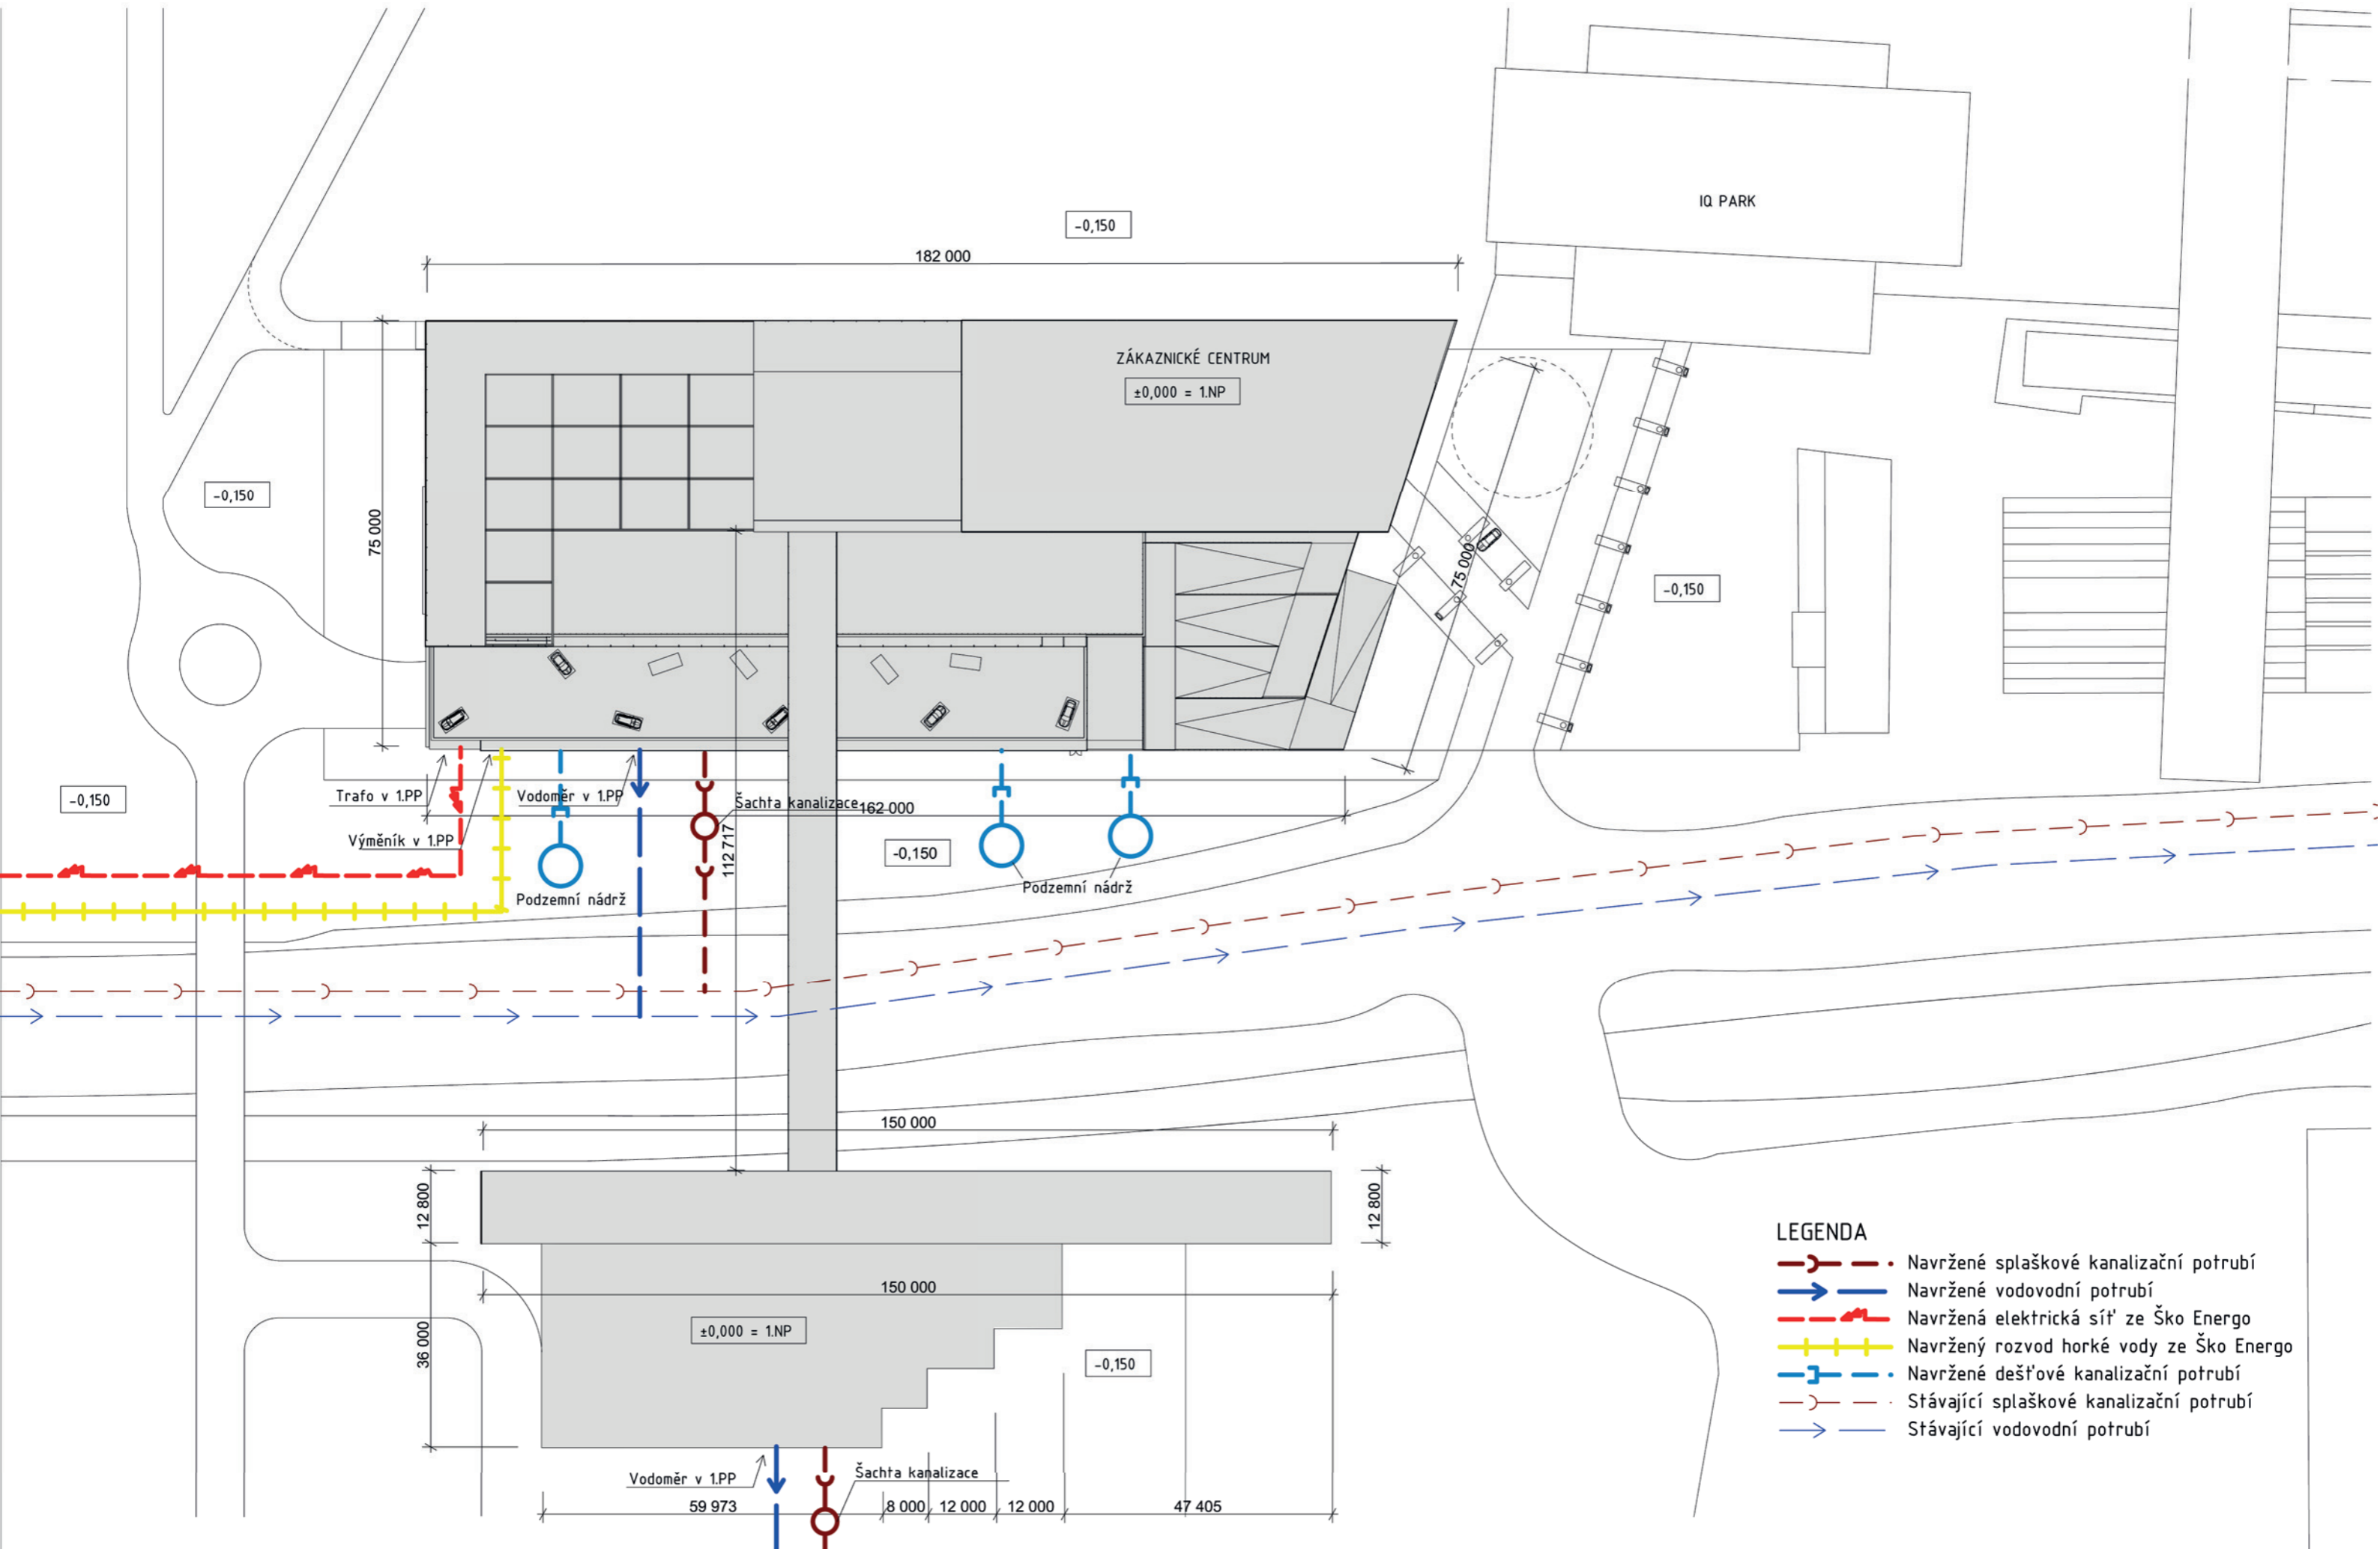 IQ PARK
-0,150
182 000
ZÁKAZNICKÉ CENTRUM
±0,000 = 1.NP
-0,150
75 000
75 000
-0,150
-0,150
Trafo v 1.PP
Vodoměr v 1.PP
Šachta kanalizace
162 000
Výměník v 1.PP
112 717
-0,150
Podzemní nádrž
Podzemní nádrž
150 000
12 800
12 800
150 000
36 000
±0,000 = 1.NP
-0,150
Vodoměr v 1.PP
Šachta kanalizace
59 973
8 000
12 000
12 000
47 405
LEGENDA
Navržené splaškové kanalizační potrubí
Navržené vodovodní potrubí
Navržená elektrická síť ze Ško Energo
Navržený rozvod horké vody ze Ško Energo
Navržené dešťové kanalizační potrubí
Stávající splaškové kanalizační potrubí
Stávající vodovodní potrubí